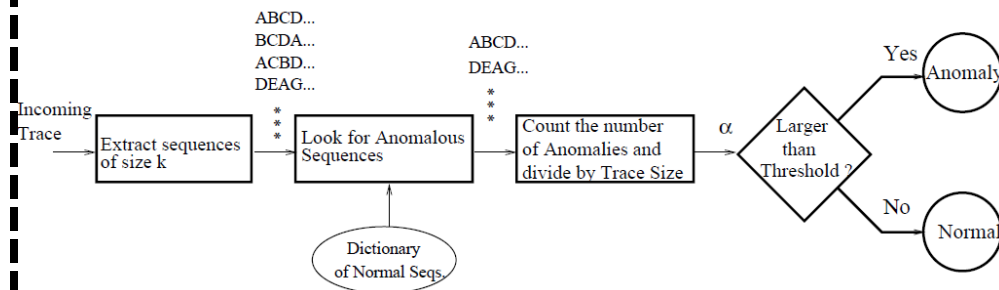 ABCD...
BCDA...
ACBD...
DEAG...
* * *
ABCD...
DEAG...
* * *
Incoming
Trace
Extract sequences
of size k
Look for Anomalous
Sequences
Count the number
of Anomalies and
divide by Trace Size
α
Larger
than
Threshold ?
Yes
Anomaly
No
Normal
Dictionary
of Normal Seqs.